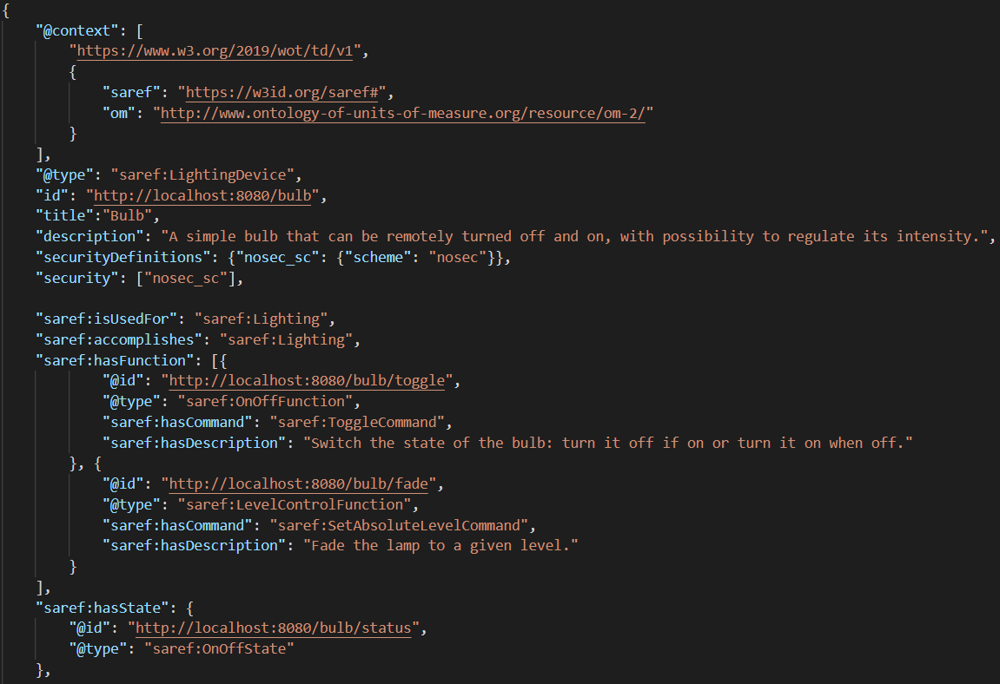 {
    "@context": [
        "https://www.w3.org/2019/wot/td/v1",
        {
            "saref": "https://w3id.org/saref#",
            "om": "http://www.ontology-of-units-of-measure.org/resource/om-2/"
        }
    ],
    "@type": "saref:LightingDevice",
    "id": "http://localhost:8080/bulb",
    "title":"Bulb",
    "description": "A simple bulb that can be remotely turned off and on, with possibility to regulate its intensity.",
    "securityDefinitions": {"nosec_sc": {"scheme": "nosec"}},
    "security": ["nosec_sc"],

    "saref:isUsedFor": "saref:Lighting",
    "saref:accomplishes": "saref:Lighting",
    "saref:hasFunction": [{
            "@id": "http://localhost:8080/bulb/toggle",
            "@type": "saref:OnOffFunction",
            "saref:hasCommand": "saref:ToggleCommand",
            "saref:hasDescription": "Switch the state of the bulb: turn it off if on or turn it on when off."
        }, {
            "@id": "http://localhost:8080/bulb/fade",
            "@type": "saref:LevelControlFunction",
            "saref:hasCommand": "saref:SetAbsoluteLevelCommand",
            "saref:hasDescription": "Fade the lamp to a given level."
        }
    ],
    "saref:hasState": {
        "@id": "http://localhost:8080/bulb/status",
        "@type": "saref:OnOffState"
    },